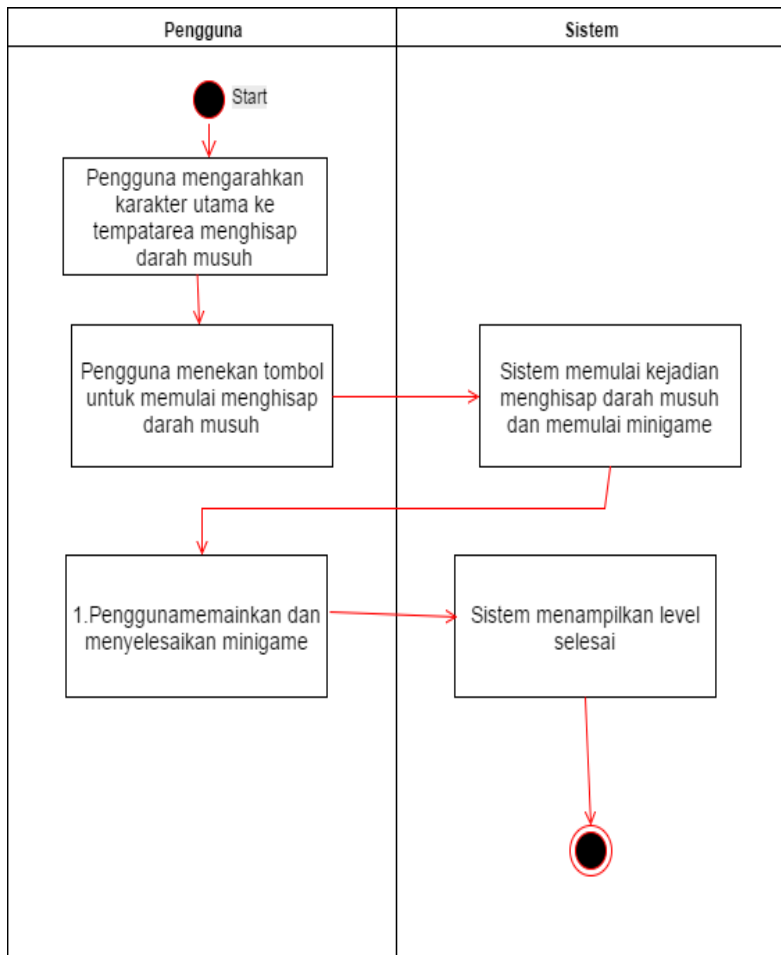 Pengguna
Sistem
Start
Pengguna mengarahkan
karakter utama ke
tempatarea menghisap
darah musuh
Pengguna menekan tombol
untuk memulai menghisap
darah musuh
Sistem memulai kejadian
menghisap darah musuh
dan memulai minigame
1.Penggunamemainkan dan
menyelesaikan minigame
Sistem menampilkan level
selesai